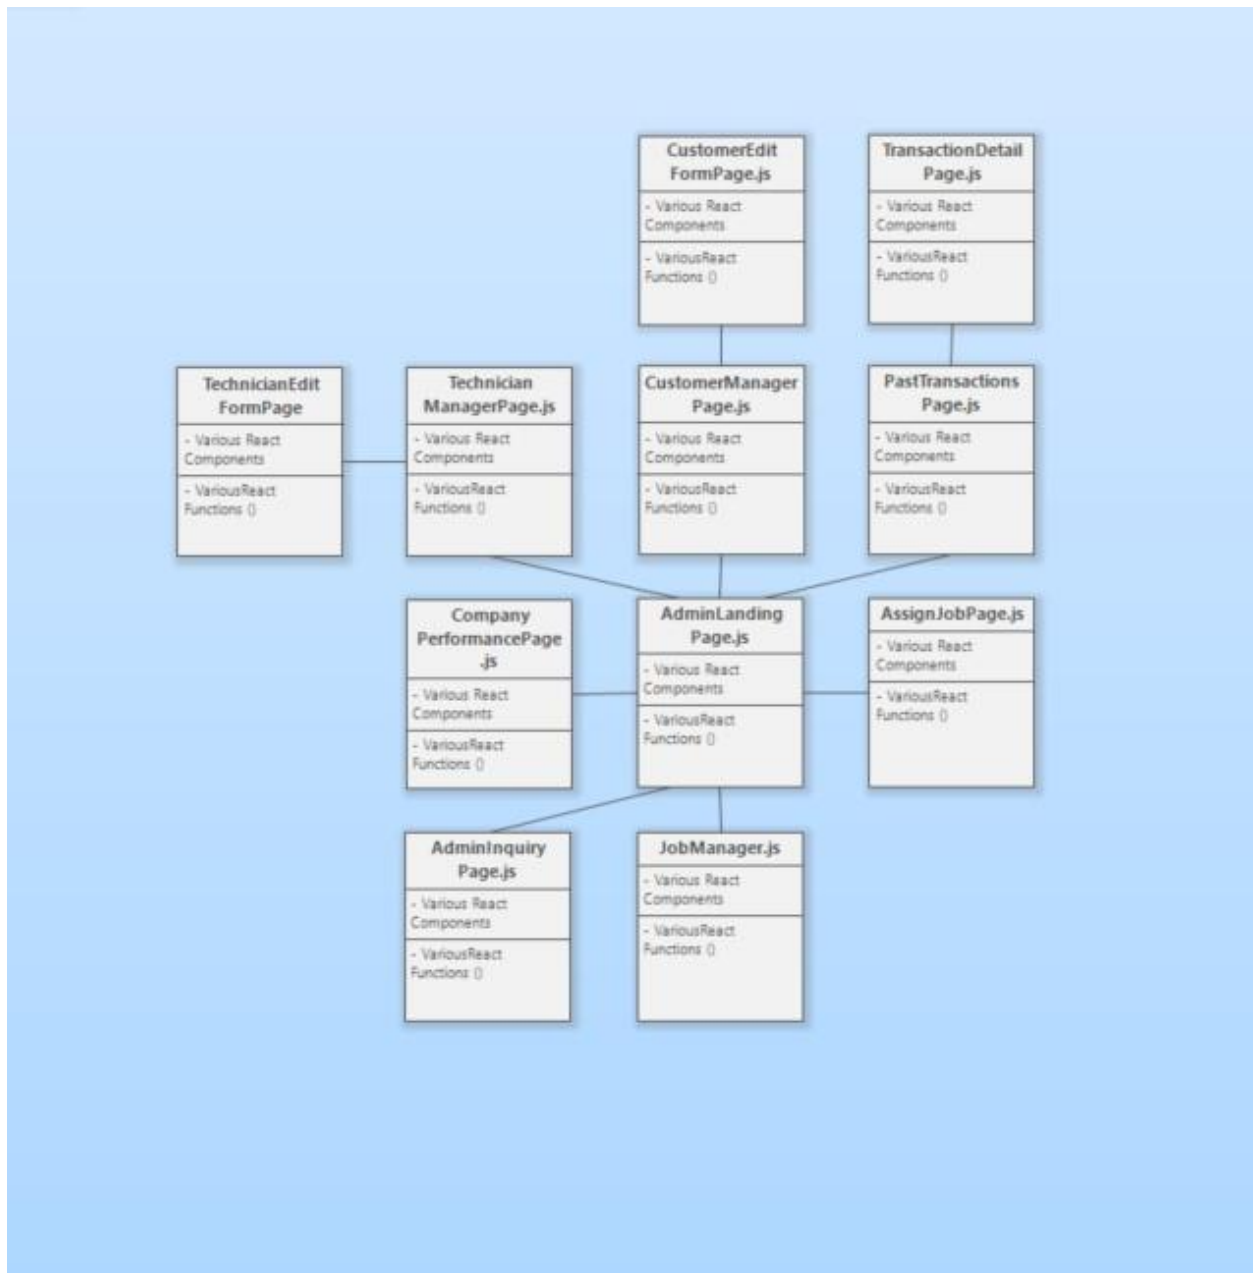 CustomerEdit
FormPage.js
- Various React
Components
- VariousReact
Functions ()
TransactionDetail
Page.js
- Various React
Components
- VariousReact
Functions ()
TechnicianEdit
FormPage
- Various React
Components
- VariousReact
Functions ()
Technician
ManagerPage.js
- Various React
Components
- VariousReact
Functions ()
CustomerManager
Page.js
- Various React
Components
- VariousReact
Functions ()
PastTransactions
Page.js
- Various React
Components
- VariousReact
Functions ()
Company
PerformancePage
.js
- Various React
Components
- VariousReact
Functions ()
AdminLanding
Page.js
- Various React
Components
- VariousReact
Functions ()
AssignJobPage.js
- Various React
Components
- VariousReact
Functions ()
AdminInquiry
Page.js
- Various React
Components
- VariousReact
Functions ()
JobManager.js
- Various React
Components
- VariousReact
Functions ()